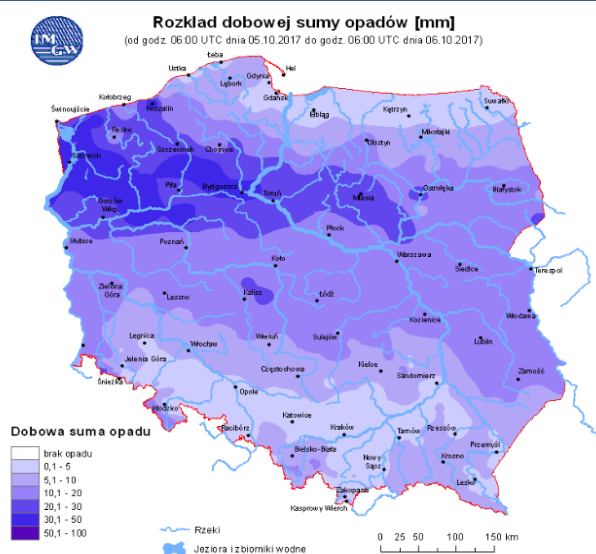 IM
GW
Rozkład dobowej sumy opadów [mm]
(od godz. 06:00 UTC dnia 05.10.2017 do godz. 06:00 UTC dnia 06.10.2017)
Łeba
Ustka
Hel
Gdynia
Lębork
Gdańsk
Kołobrzeg
Koszalin
Świnoujście
Elbląg
Kętrzyn
Suwałki
Resko
Mikołajki
Szczecinek
Chojnice
Olsztyn
Szczecin
Piła
Bydgoszcz
Toruń
Mława
Ostrołęka
Białystok
Gorzów
Wlkp.
Płock
Słubice
Poznań
Koło
Warszawa
Siedlce
Terespol
Zielona
Góra
Leszno
Kalisz
Łódź
Kozienice
Włodawa
Legnica
Wrocław
Wieluń
Sulejów
Lublin
Jelenia Góra
Śnieżka
Częstochowa
Kielce
Sandomierz
Zamość
Opole
Kłodzko
Katowice
Racibórz
Kraków
Tarnów
Rzeszów
Przemyśl
Bielsko-Biała
Nowy
Sącz
Krosno
Lesko
Zakopane
Kasprowy Wierch
Dobowa suma opadu
brak opadu
0,1 - 5
5,1 - 10
10,1 - 20
20,1 - 30
30,1 - 50
50,1 - 100
Rzeki
Jeziora i zbiorniki wodne
0 25 50 100 150 km